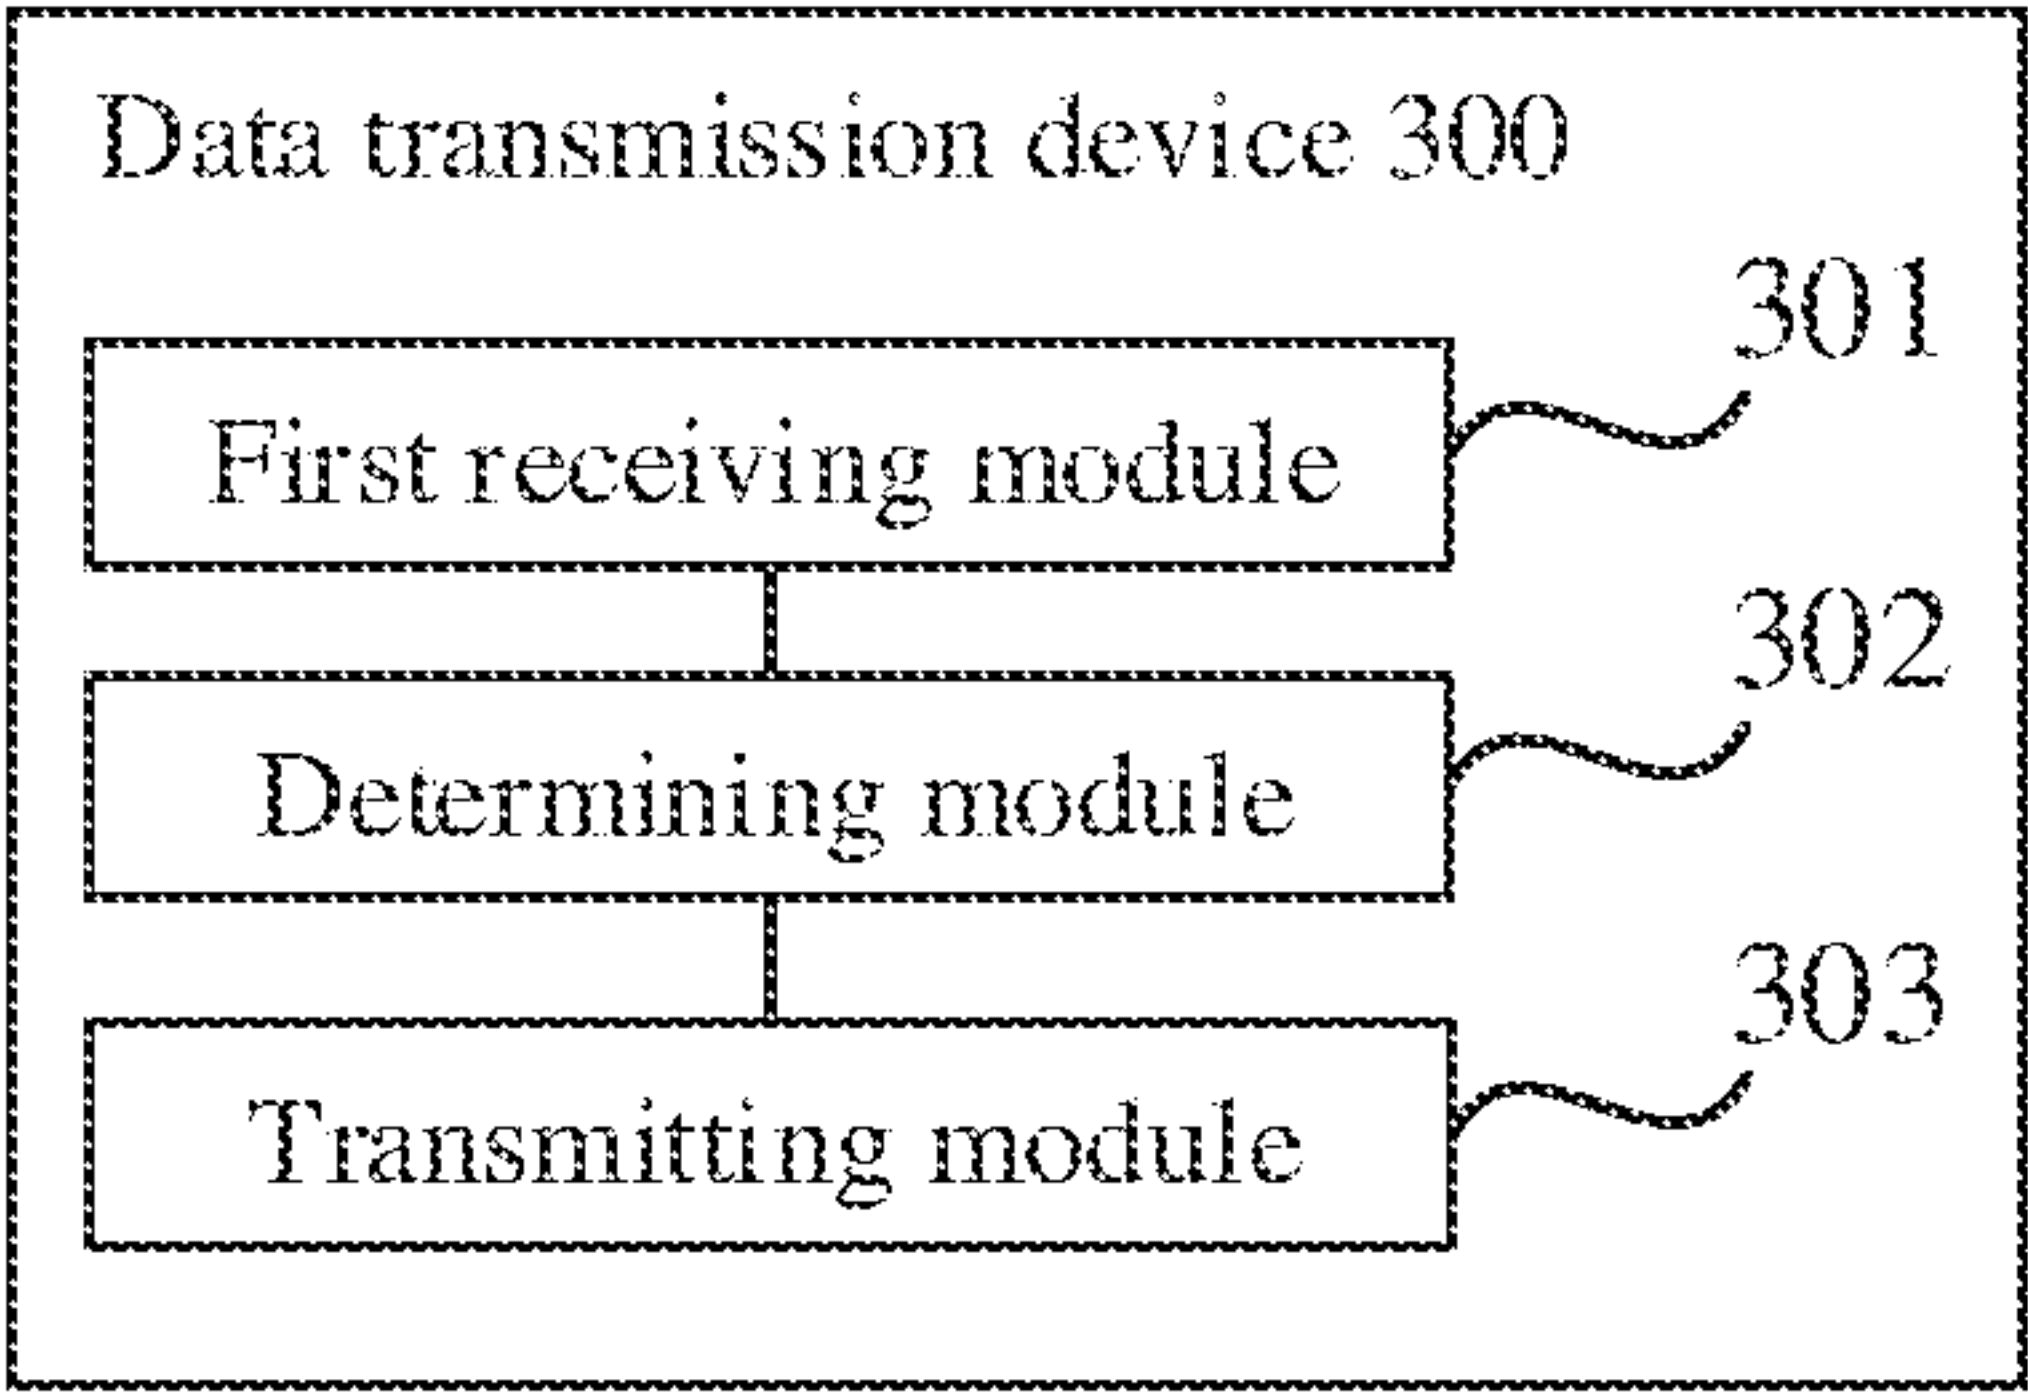 Data transmission device 300
301
First receiving module
302
Determining module
303
Transmitting module